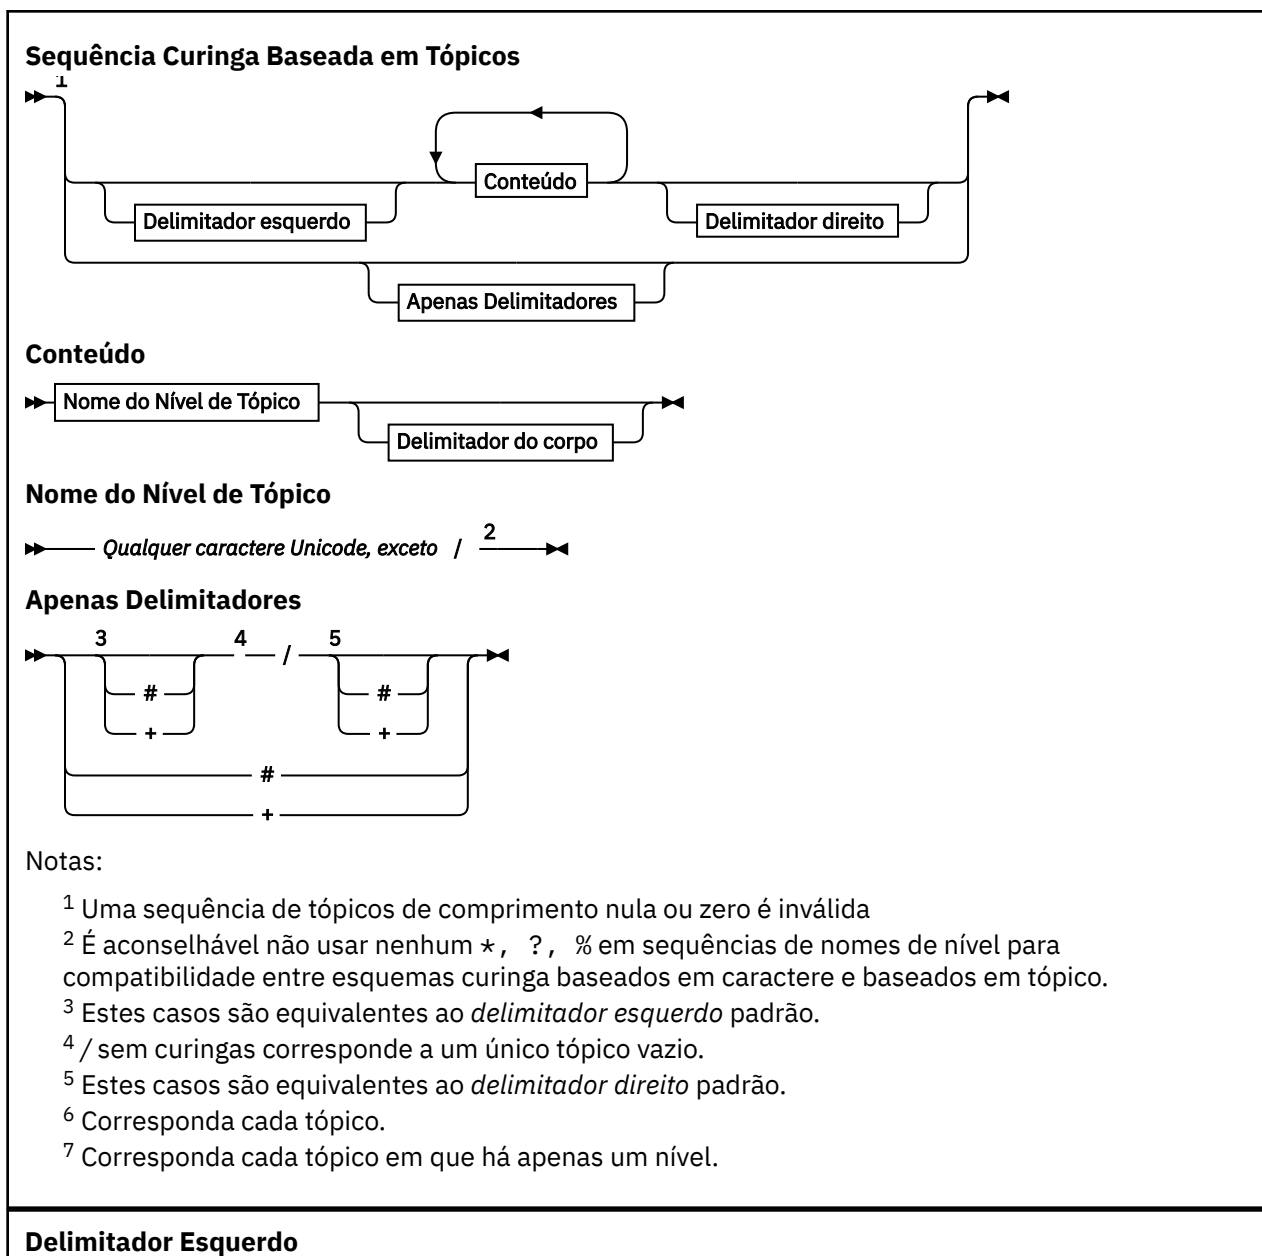 Sequência Curinga Baseada em Tópicos
1
Conteúdo
Delimitador esquerdo
Delimitador direito
Apenas Delimitadores
Conteúdo
Nome do Nível de Tópico
Delimitador do corpo
Nome do Nível de Tópico
Qualquer caractere Unicode, exceto / 2
Apenas Delimitadores
3 4 5
/
# #
+ +
#
+
Notas:
1 Uma sequência de tópicos de comprimento nula ou zero é inválida
2 É aconselhável não usar nenhum *, ?, % em sequências de nomes de nível para
compatibilidade entre esquemas curinga baseados em caractere e baseados em tópico.
3 Estes casos são equivalentes ao delimitador esquerdo padrão.
4 / sem curingas corresponde a um único tópico vazio.
5 Estes casos são equivalentes ao delimitador direito padrão.
6 Corresponda cada tópico.
7 Corresponda cada tópico em que há apenas um nível.
Delimitador Esquerdo